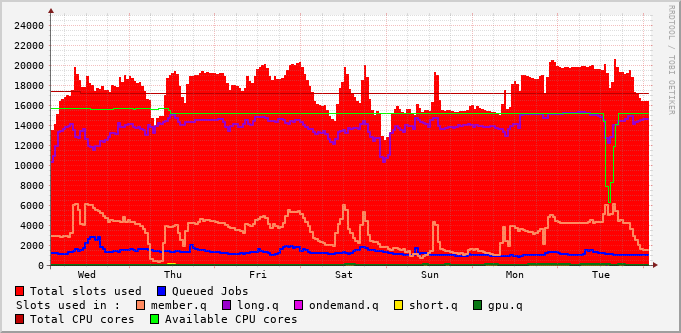 24000
22000
20000
18000
16000
14000
12000
10000
8000
6000
4000
2000
0
Wed Thu Fri Sat Sun Mon Tue
RRDTOOL / TOBI OETIKER
Total slots used Queued Jobs
Slots used in : member.q long.q ondemand.q short.q gpu.q
Total CPU cores Available CPU cores